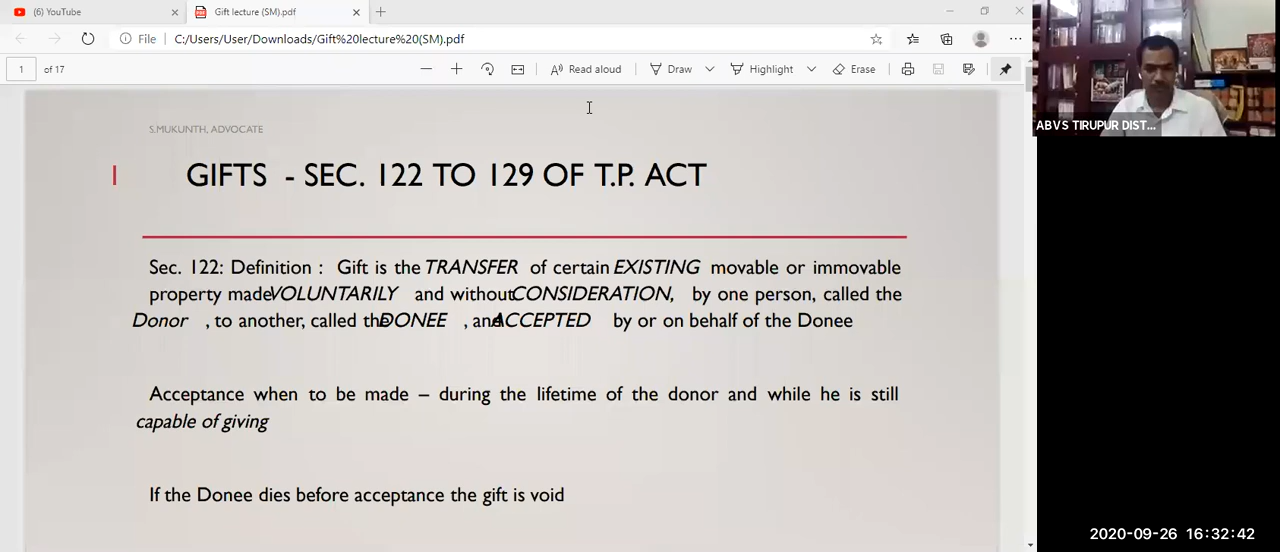 (6) YouTube
Gift lecture (SM).pdf
File C:/Users/User/Downloads/Gift%20lecture%20(SM).pdf
1 of 17 Read aloud Draw Highlight Erase
ABVS TIRUPUR DIST...
S.MUKUNTH, ADVOCATE
GIFTS - SEC. 122 TO 129 OF T.P. ACT
Sec. 122: Definition : Gift is the TRANSFER of certain EXISTING movable or immovable
property made VOLUNTARILY and without CONSIDERATION, by one person, called the
Donor , to another, called the DONEE , and ACCEPTED by or on behalf of the Donee
Acceptance when to be made – during the lifetime of the donor and while he is still
capable of giving
If the Donee dies before acceptance the gift is void
2020-09-26 16:32:42